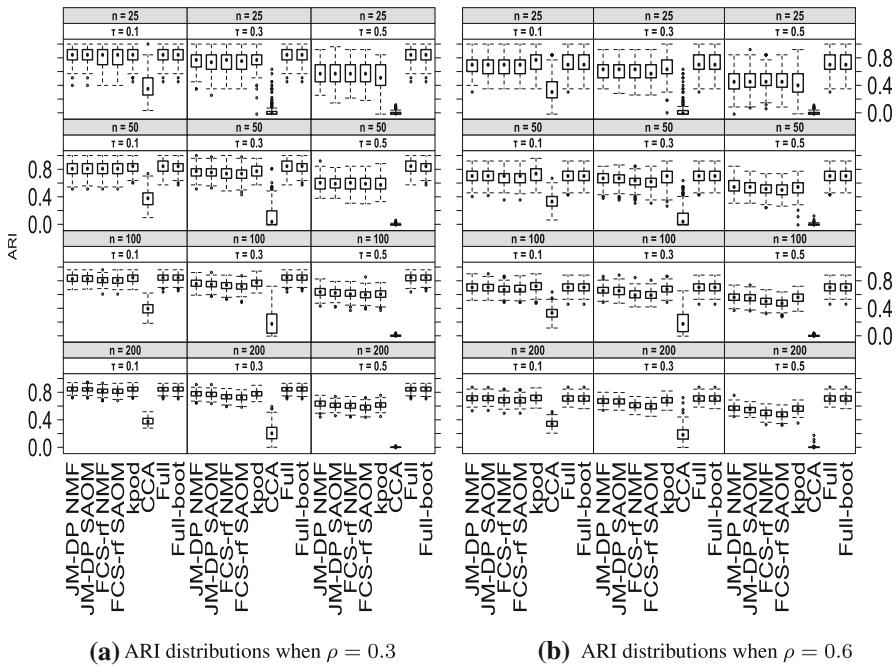 n = 25 n = 25 n = 25
τ = 0.1 τ = 0.3 τ = 0.5
n = 50 n = 50 n = 50
τ = 0.1 τ = 0.3 τ = 0.5
n = 100 n = 100 n = 100
τ = 0.1 τ = 0.3 τ = 0.5
n = 200 n = 200 n = 200
τ = 0.1 τ = 0.3 τ = 0.5
ARI
0.8
0.4
0.0
0.8
0.4
0.0
JM-DP NMF
JM-DP SAOM
FCS-rf NMF
FCS-rf SAOM
kpod
CCA
Full
Full-boot
JM-DP NMF
JM-DP SAOM
FCS-rf NMF
FCS-rf SAOM
kpod
CCA
Full
Full-boot
JM-DP NMF
JM-DP SAOM
FCS-rf NMF
FCS-rf SAOM
kpod
CCA
Full
Full-boot
(a) ARI distributions when ρ = 0.3
n = 25 n = 25 n = 25
τ = 0.1 τ = 0.3 τ = 0.5
n = 50 n = 50 n = 50
τ = 0.1 τ = 0.3 τ = 0.5
n = 100 n = 100 n = 100
τ = 0.1 τ = 0.3 τ = 0.5
n = 200 n = 200 n = 200
τ = 0.1 τ = 0.3 τ = 0.5
0.8
0.4
0.0
0.8
0.4
0.0
JM-DP NMF
JM-DP SAOM
FCS-rf NMF
FCS-rf SAOM
kpod
CCA
Full
Full-boot
JM-DP NMF
JM-DP SAOM
FCS-rf NMF
FCS-rf SAOM
kpod
CCA
Full
Full-boot
JM-DP NMF
JM-DP SAOM
FCS-rf NMF
FCS-rf SAOM
kpod
CCA
Full
Full-boot
(b) ARI distributions when ρ = 0.6